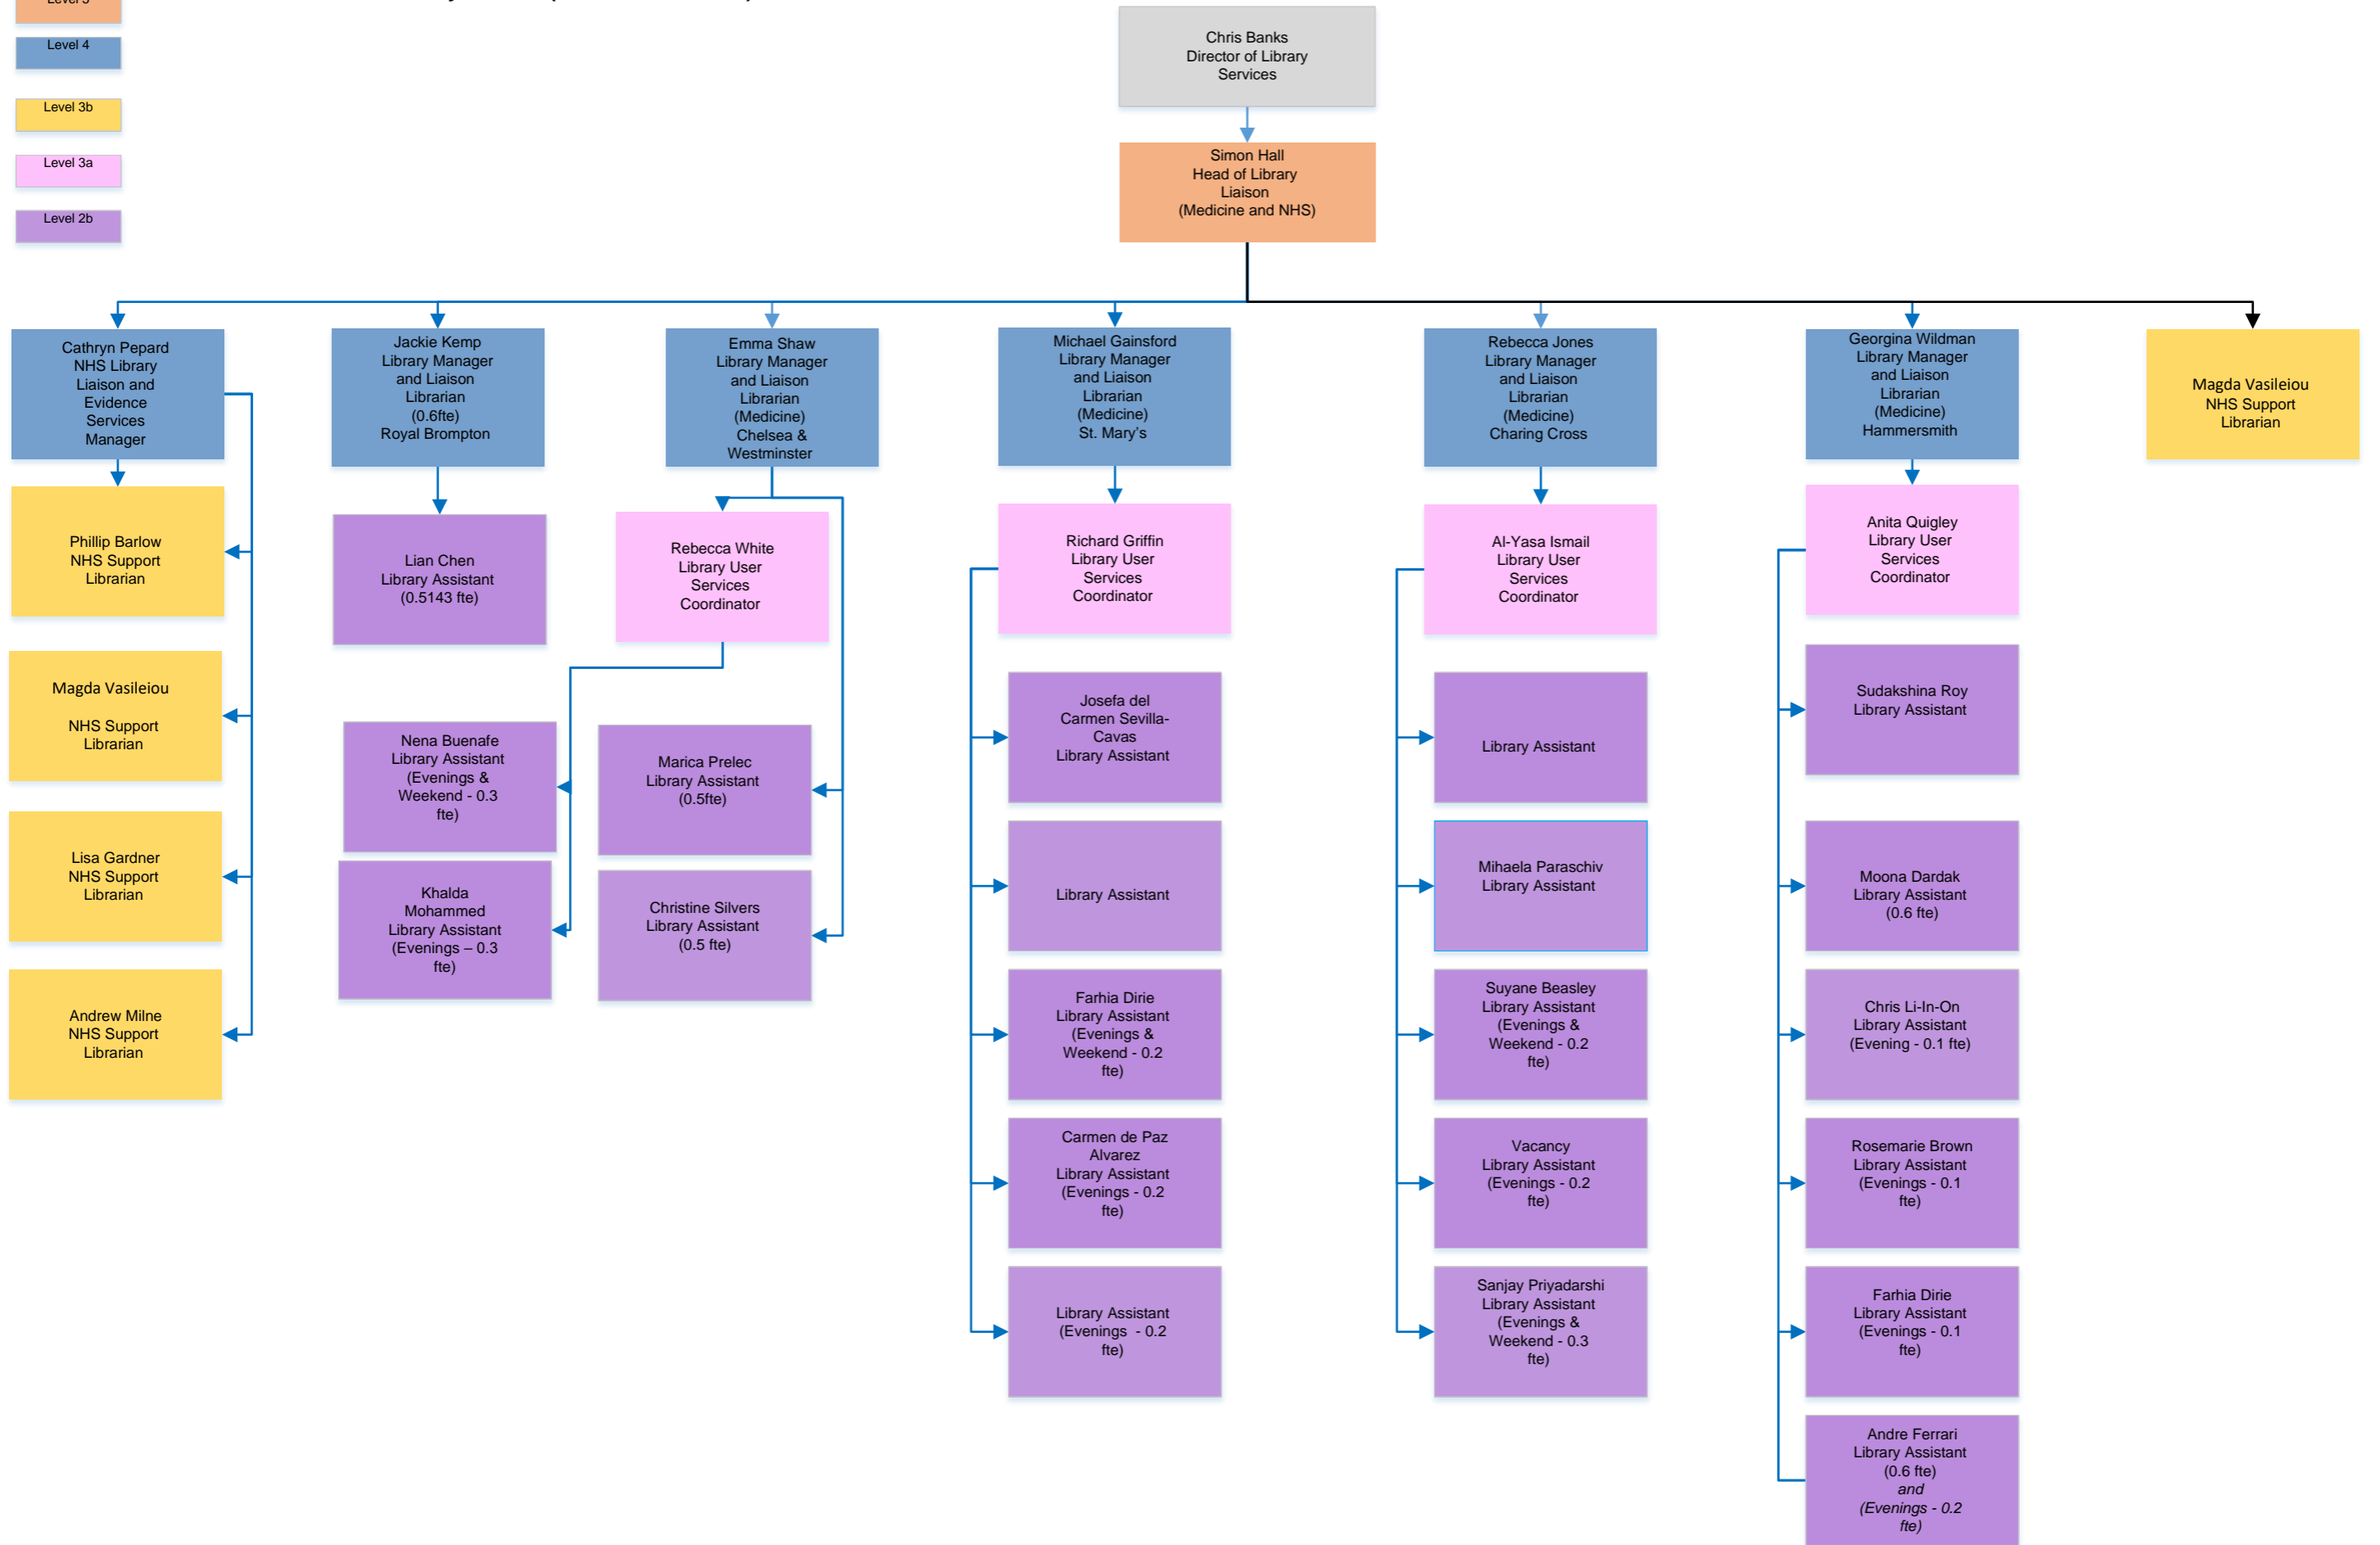 Level 4
Level 3b
Level 3a
Level 2b
Chris Banks
Director of Library
Services
Simon Hall
Head of Library
Liaison
(Medicine and NHS)
Cathryn Pepard
NHS Library
Liaison and
Evidence
Services
Manager
Jackie Kemp
Library Manager
and Liaison
Librarian
(0.6fte)
Royal Brompton
Emma Shaw
Library Manager
and Liaison
Librarian
(Medicine)
Chelsea &
Westminster
Michael Gainsford
Library Manager
and Liaison
Librarian
(Medicine)
St. Mary's
Rebecca Jones
Library Manager
and Liaison
Librarian
(Medicine)
Charing Cross
Georgina Wildman
Library Manager
and Liaison
Librarian
(Medicine)
Hammersmith
Magda Vasileiou
NHS Support
Librarian
Phillip Barlow
NHS Support
Librarian
Magda Vasileiou
NHS Support
Librarian
Lisa Gardner
NHS Support
Librarian
Andrew Milne
NHS Support
Librarian
Lian Chen
Library Assistant
(0.5143 fte)
Rebecca White
Library User
Services
Coordinator
Nena Buenafe
Library Assistant
(Evenings &
Weekend - 0.3
fte)
Khalda
Mohammed
Library Assistant
(Evenings – 0.3
fte)
Marica Prelec
Library Assistant
(0.5fte)
Christine Silvers
Library Assistant
(0.5 fte)
Richard Griffin
Library User
Services
Coordinator
Josefa del
Carmen Sevilla-
Cavas
Library Assistant
Library Assistant
Farhia Dirie
Library Assistant
(Evenings &
Weekend - 0.2
fte)
Carmen de Paz
Alvarez
Library Assistant
(Evenings - 0.2
fte)
Library Assistant
(Evenings  - 0.2
fte)
Al-Yasa Ismail
Library User
Services
Coordinator
Library Assistant
Mihaela Paraschiv
Library Assistant
Suyane Beasley
Library Assistant
(Evenings &
Weekend - 0.2
fte)
Vacancy
Library Assistant
(Evenings - 0.2
fte)
Sanjay Priyadarshi
Library Assistant
(Evenings &
Weekend - 0.3
fte)
Anita Quigley
Library User
Services
Coordinator
Sudakshina Roy
Library Assistant
Moona Dardak
Library Assistant
(0.6 fte)
Chris Li-In-On
Library Assistant
(Evening - 0.1 fte)
Rosemarie Brown
Library Assistant
(Evenings - 0.1
fte)
Farhia Dirie
Library Assistant
(Evenings - 0.1
fte)
Andre Ferrari
Library Assistant
(0.6 fte)
and
(Evenings - 0.2
fte)